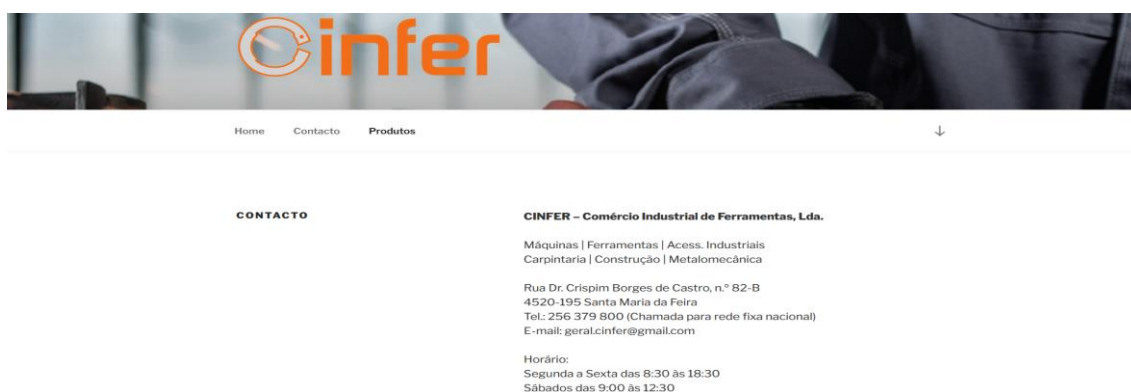 Cinfer
Home Contacto Produtos
CONTACTO
CINFER – Comércio Industrial de Ferramentas, Lda.
Máquinas | Ferramentas | Acess. Industriais
Carpintaria | Construção | Metalomecânica
Rua Dr. Crispim Borges de Castro, n.º 82-B
4520-195 Santa Maria da Feira
Tel.: 256 379 800 (Chamada para rede fixa nacional)
E-mail: geral.cinfer@gmail.com
Horário:
Segunda a Sexta das 8:30 às 18:30
Sábados das 9:00 às 12:30